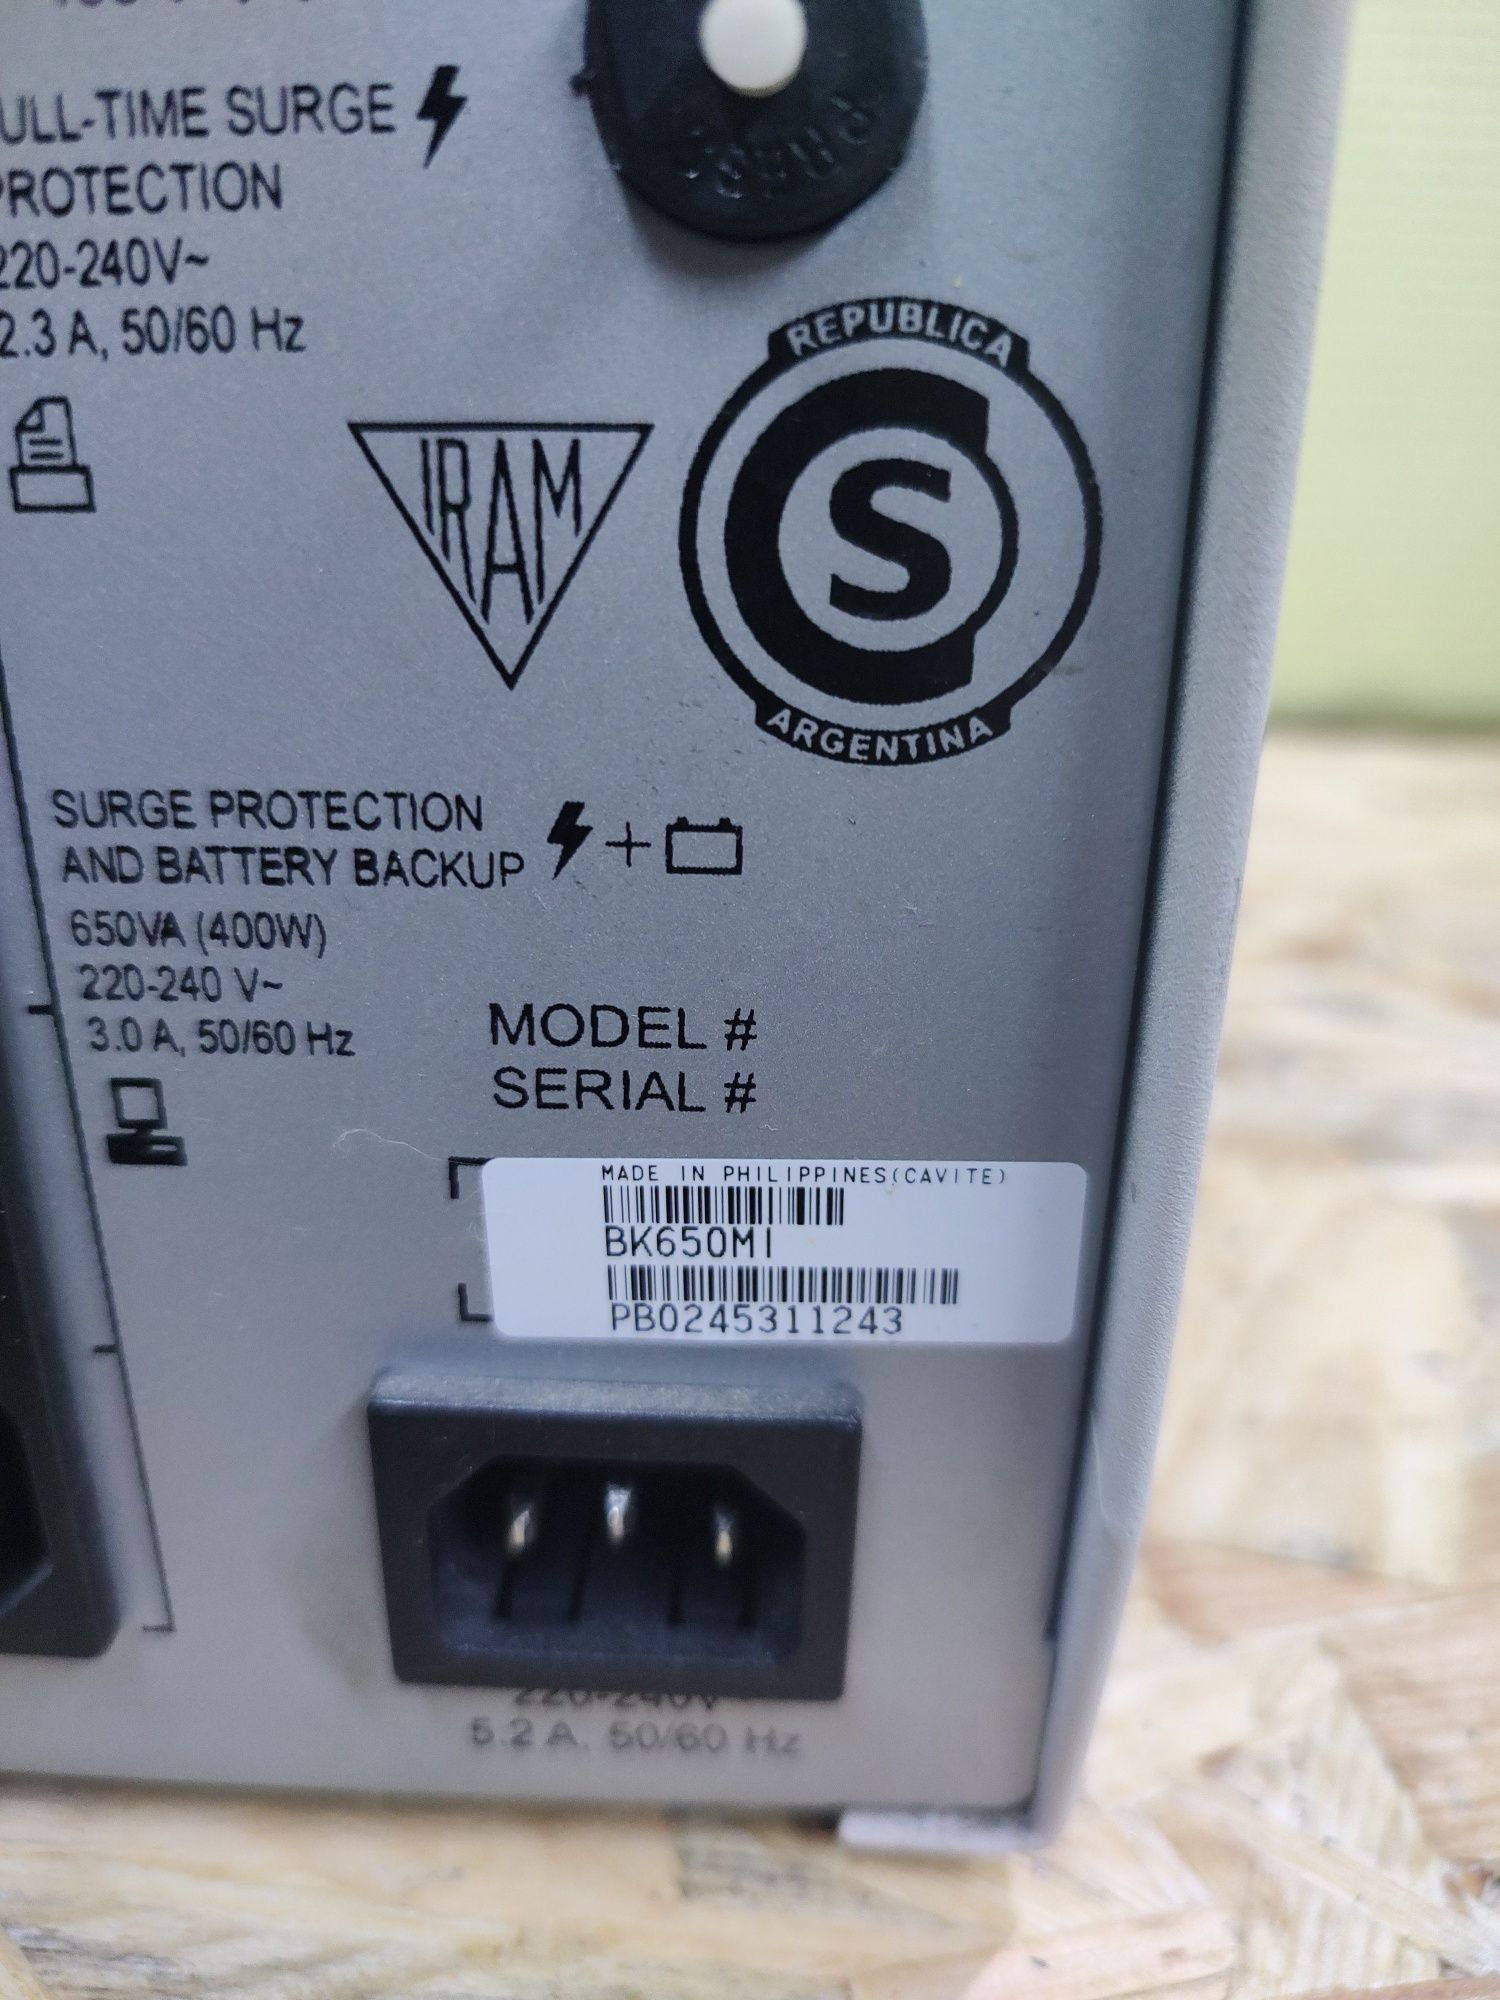 ULL-TIME SURGE
PROTECTION
220-240V~
2.3 A, 50/60 Hz
IRAM
REPUBLICA
S
ARGENTINA
SURGE PROTECTION
AND BATTERY BACKUP
+
650VA (400W)
220-240 V~
3.0 A, 50/60 Hz
MODEL #
SERIAL #
MADE IN PHILIPPINES(CAVITE)
BK650MI
PB0245311243
220-240V~
5.2 A, 50/60 Hz